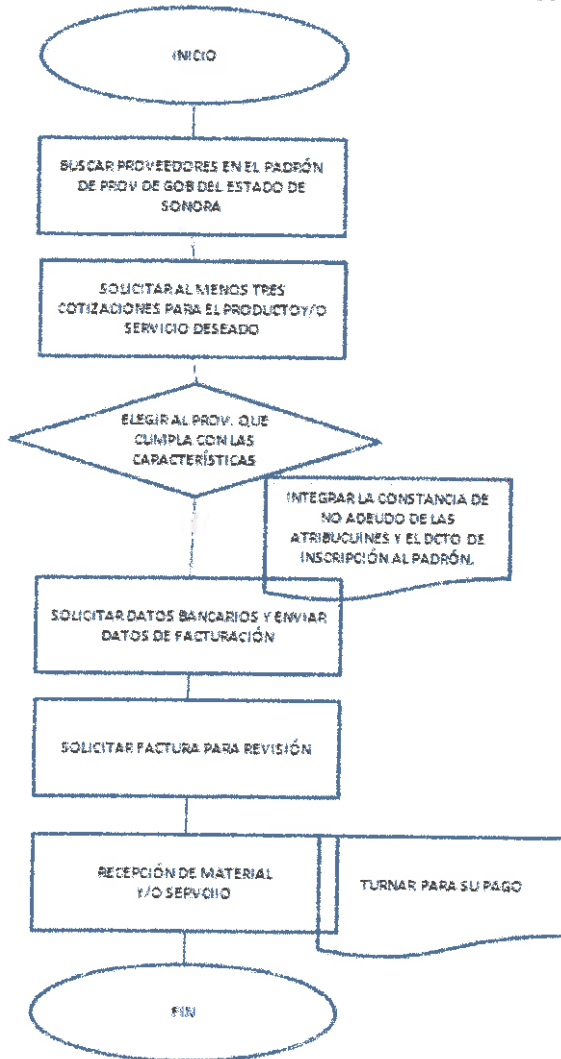 INICIO
BUSCAR PROVEEDORES EN EL PADRÓN
DE PROV DE GOB DEL ESTADO DE
SONORA
SOLICITAR AL MENOS TRES
COTIZACIONES PARA EL PRODUCTO Y/O
SERVICIO DESEADO
ELEGIR AL PROV. QUE
CUMPLA CON LAS
CARACTERÍSTICAS
INTEGRAR LA CONSTANCIA DE
NO ADEUDO DE LAS
ATRIBUCUINES Y EL DCTO DE
INSCRIPCIÓN AL PADRÓN.
SOLICITAR DATOS BANCARIOS Y ENVIAR
DATOS DE FACTURACIÓN
SOLICITAR FACTURA PARA REVISIÓN
RECEPCIÓN DE MATERIAL
Y/O SERVCIIO
TURNAR PARA SU PAGO
FIN